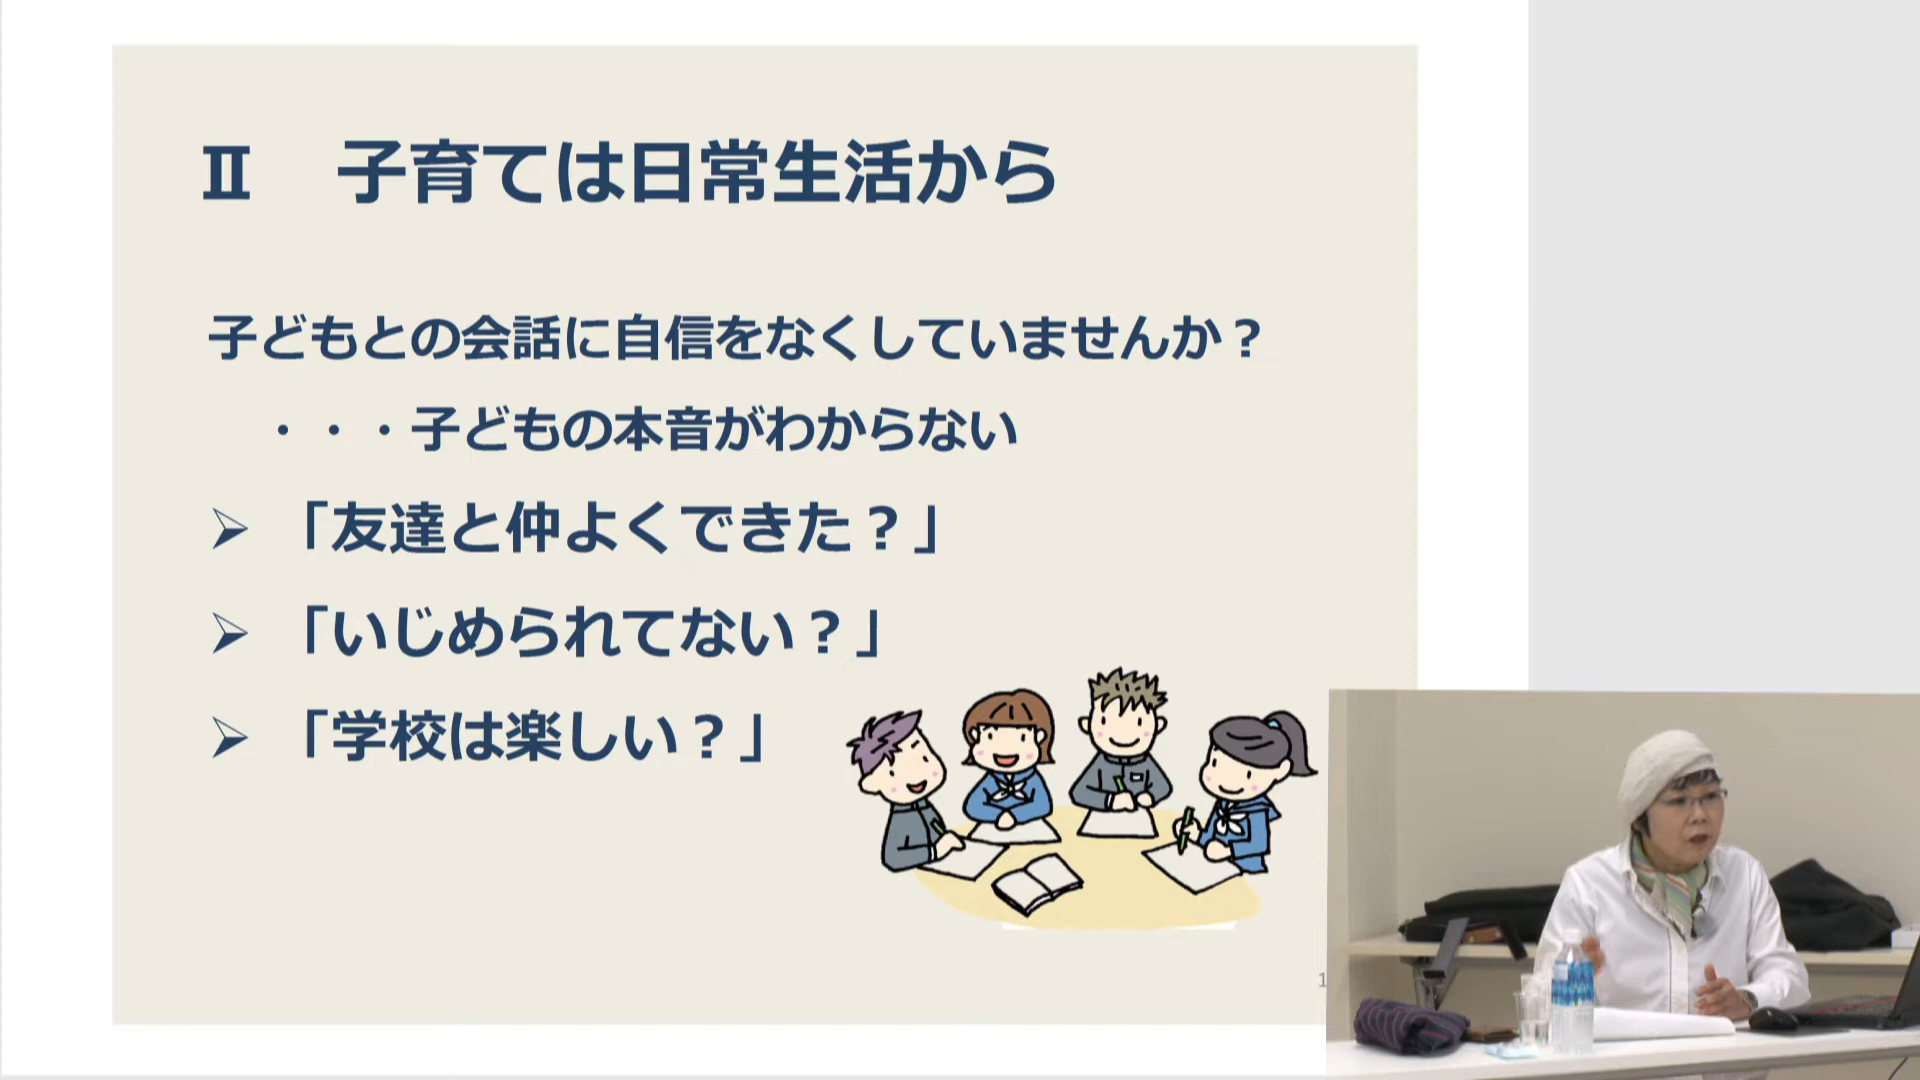 Ⅱ　子育ては日常生活から
子どもとの会話に自信をなくしていませんか？
・・・子どもの本音がわからない
➢ 「友達と仲よくできた？」
➢ 「いじめられてない？」
➢ 「学校は楽しい？」